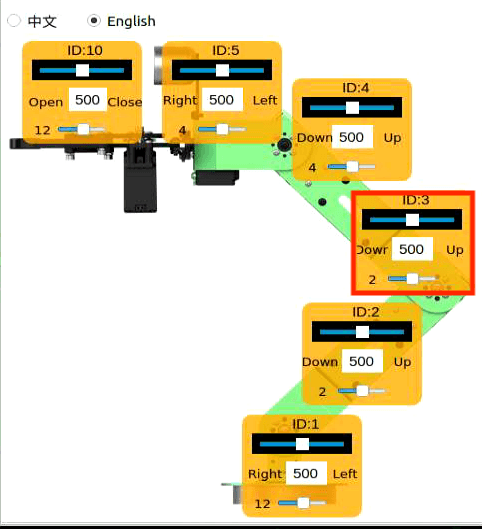 中文 English
ID:10
Open 500 Close
12
ID:5
Right 500 Left
4
ID:4
Down 500 Up
4
ID:3
Down 500 Up
2
ID:2
Down 500 Up
2
ID:1
Right 500 Left
12